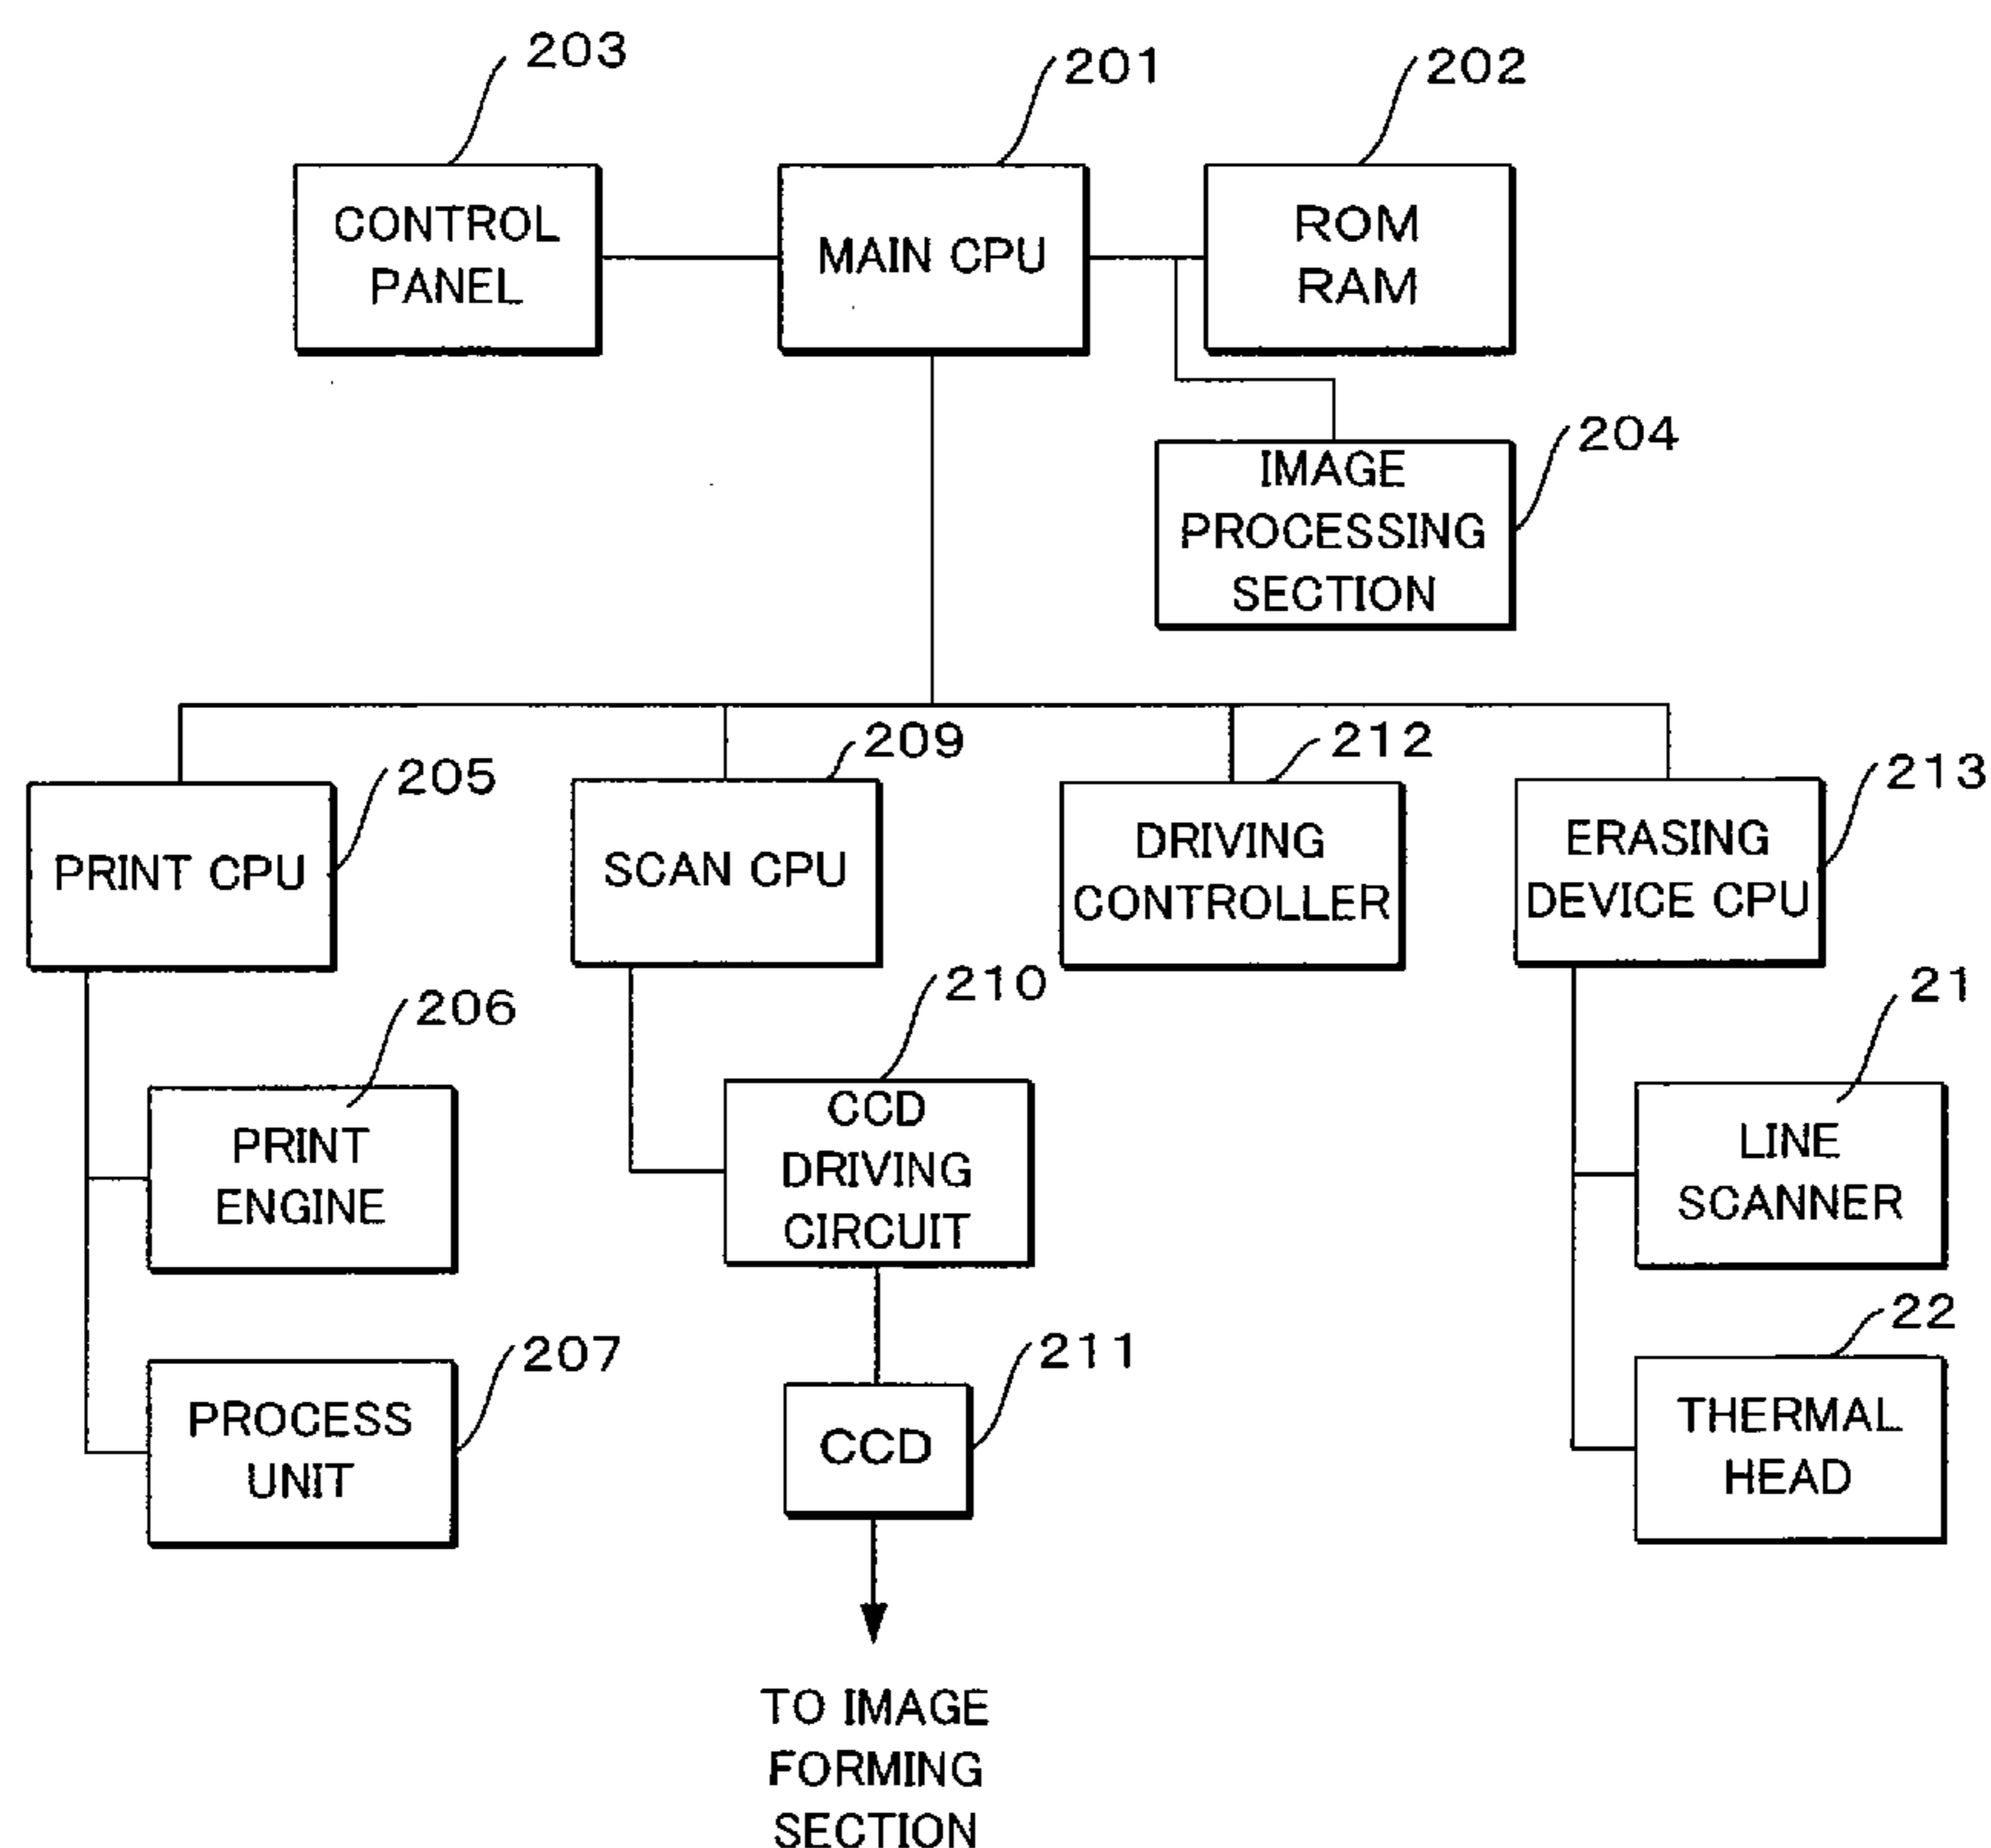 203
201
202
CONTROL
PANEL
MAIN CPU
ROM
RAM
204
IMAGE
PROCESSING
SECTION
205
209
212
213
PRINT CPU
SCAN CPU
DRIVING
CONTROLLER
ERASING
DEVICE CPU
206
210
21
PRINT
ENGINE
CCD
DRIVING
CIRCUIT
LINE
SCANNER
207
211
22
PROCESS
UNIT
CCD
THERMAL
HEAD
TO IMAGE
FORMING
SECTION